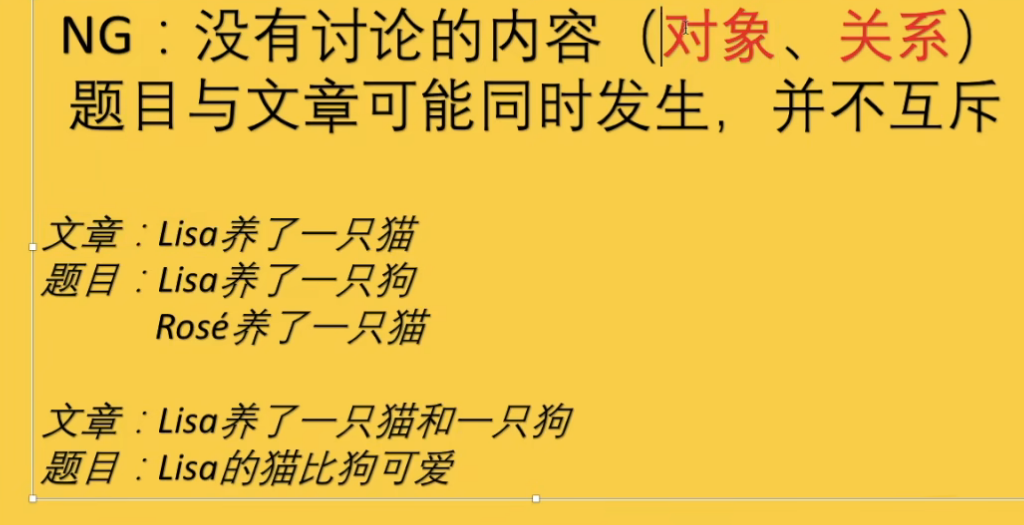 NG：没有讨论的内容（对象、关系）
题目与文章可能同时发生，并不互斥
文章：Lisa养了一只猫
题目：Lisa养了一只狗
Rosé养了一只猫
文章：Lisa养了一只猫和一只狗
题目：Lisa的猫比狗可爱